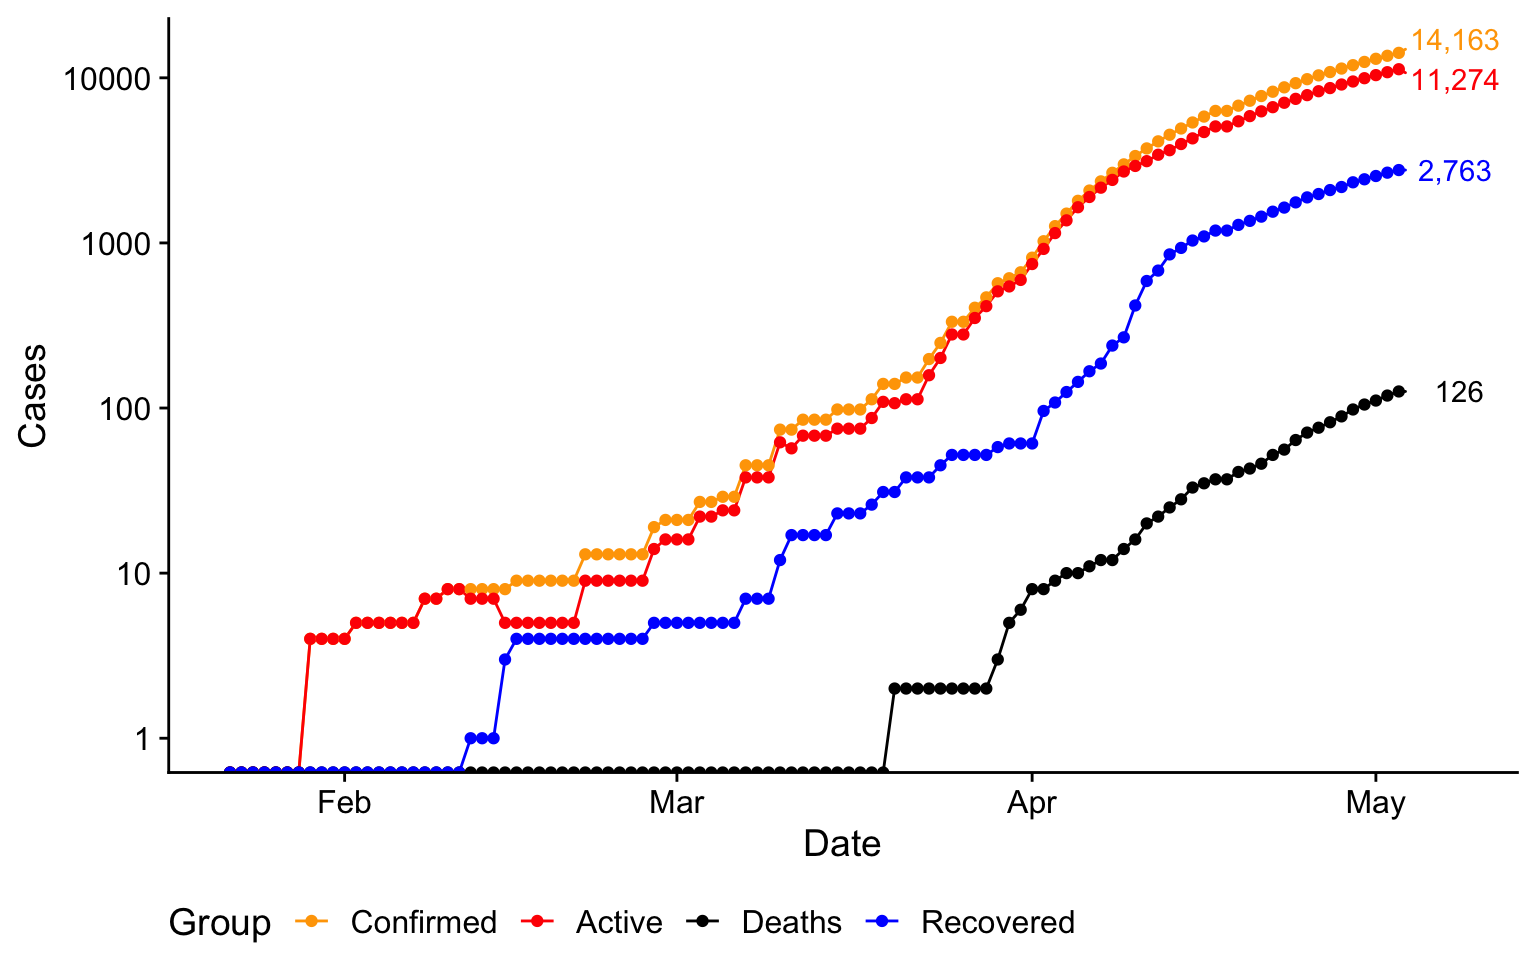 14,163
10000
11,274
2,763
1000
Cases
100
126
10
1
Feb Mar Apr May
Date
Group Confirmed Active Deaths Recovered